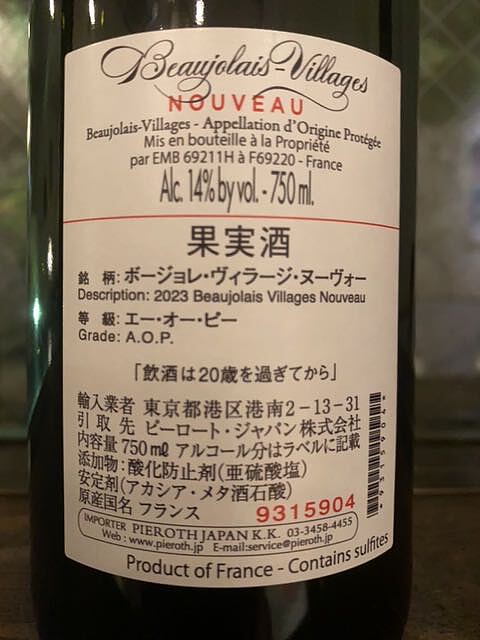 Beaujolais-Villages
NOUVEAU
Beaujolais-Villages - Appellation d'Origine Protégée
Mis en bouteille à la Propriété
par EMB 69211H à F69220 - France
Alc. 14% by vol. - 750 ml.
果実酒
銘 柄: ボージョレ・ヴィラージ・ヌーヴォー
Description: 2023 Beaujolais Villages Nouveau
等 級: エー・オー・ピー
Grade: A.O.P.
「飲酒は20歳を過ぎてから」
輸入業者 東京都港区港南2-13-31
引 取 先 ピーロート・ジャパン株式会社
内容量 750㎖ アルコール分はラベルに記載
添加物: 酸化防止剤(亜硫酸塩)
安定剤(アカシア・メタ酒石酸)
原産国名 フランス
9315904
*9315904*
IMPORTER PIEROTH JAPAN K.K. 03-3458-4455
Web : www.pieroth.jp E-mail:service@pieroth.jp
Product of France - Contains sulfites